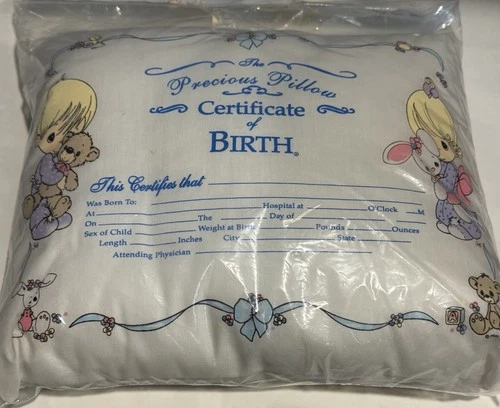 The
Precious Pillow
Certificate
of
BIRTH®
This Certifies that
Was Born To: Hospital at O'Clock M
At The Day of
On Weight at Birth Pounds Ounces
Sex of Child City State
Length Inches
Attending Physician
A